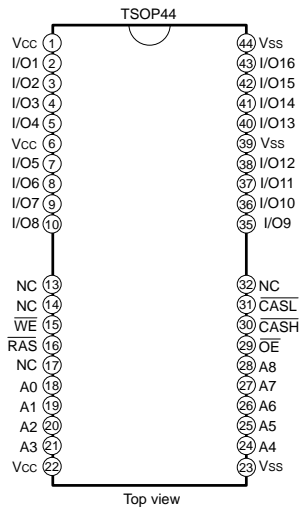 TSOP44
Vcc 1 44 Vss
I/O1 2 43 I/O16
I/O2 3 42 I/O15
I/O3 4 41 I/O14
I/O4 5 40 I/O13
Vcc 6 39 Vss
I/O5 7 38 I/O12
I/O6 8 37 I/O11
I/O7 9 36 I/O10
I/O8 10 35 I/O9
NC 13 32 NC
NC 14 31 CASL
WE 15 30 CASH
RAS 16 29 OE
NC 17 28 A8
A0 18 27 A7
A1 19 26 A6
A2 20 25 A5
A3 21 24 A4
Vcc 22 23 Vss
Top view